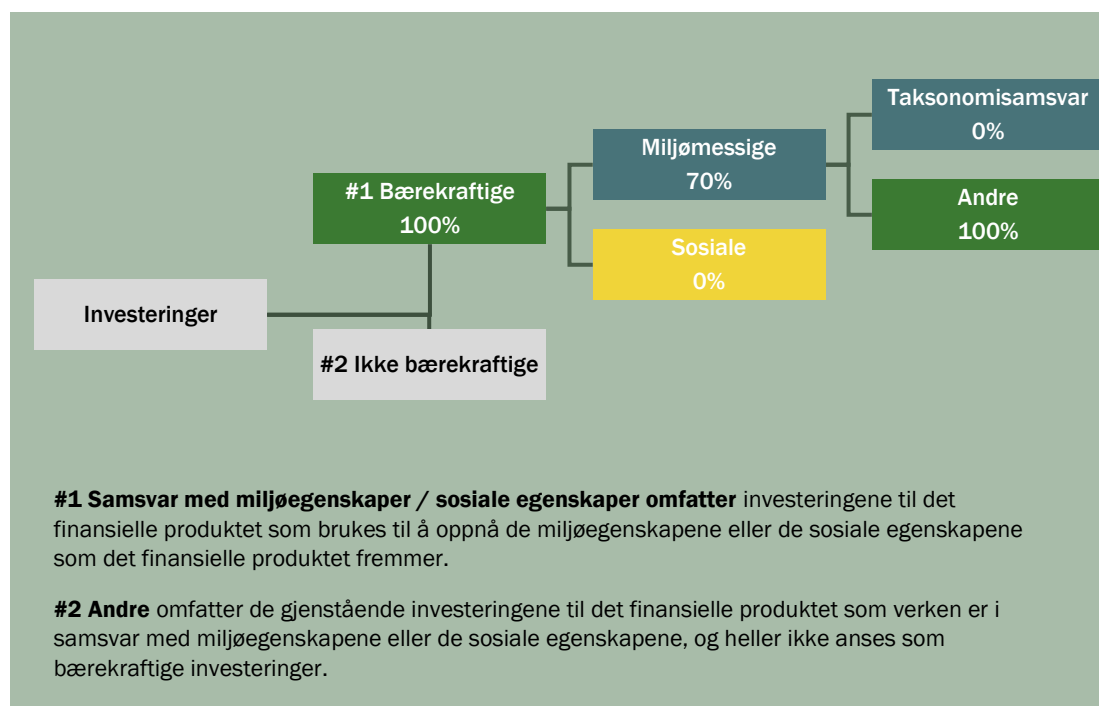 Taksonomisamsvar
0%
Miljømessige
70%
#1 Bærekraftige
100%
Andre
100%
Sosiale
0%
Investeringer
#2 Ikke bærekraftige
#1 Samsvar med miljøegenskaper / sosiale egenskaper omfatter investeringene til det
finansielle produktet som brukes til å oppnå de miljøegenskapene eller de sosiale egenskapene
som det finansielle produktet fremmer.
#2 Andre omfatter de gjenstående investeringene til det finansielle produktet som verken er i
samsvar med miljøegenskapene eller de sosiale egenskapene, og heller ikke anses som
bærekraftige investeringer.